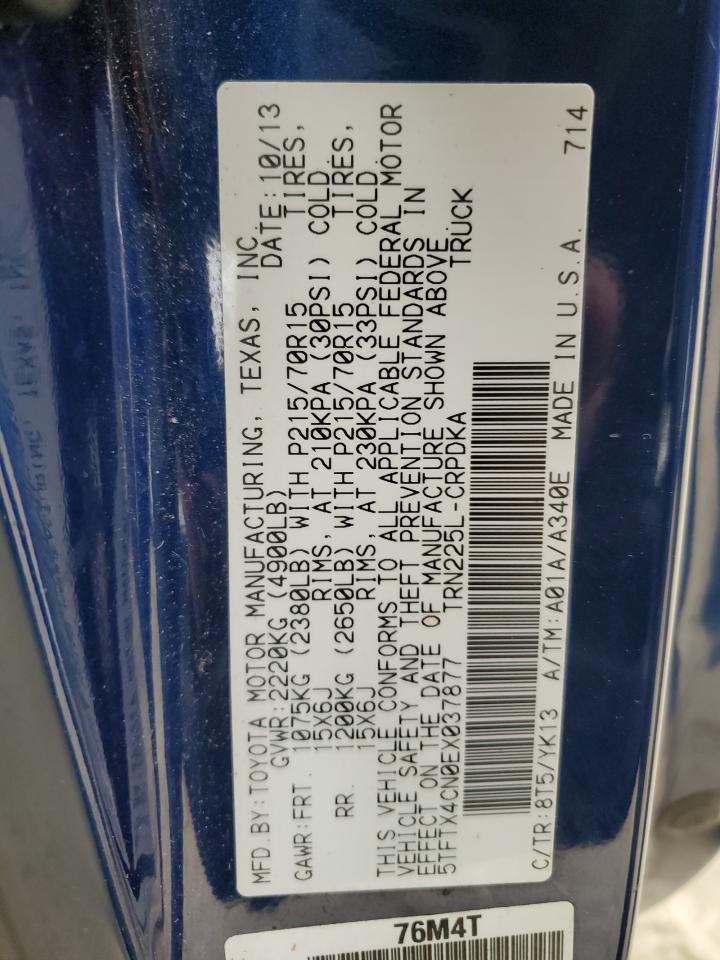 MFD. BY: TOYOTA MOTOR MANUFACTURING, TEXAS, INC.
GVWR: 2220KG (4900LB) DATE: 10/13
GAWR: FRT. 1075KG (2380LB) WITH P215/70R15 TIRES,
15X6J RIMS, AT 210KPA (30PSI) COLD
RR. 1200KG (2650LB) WITH P215/70R15 TIRES,
15X6J RIMS, AT 230KPA (33PSI) COLD
THIS VEHICLE CONFORMS TO ALL APPLICABLE FEDERAL MOTOR
VEHICLE SAFETY AND THEFT PREVENTION STANDARDS IN
EFFECT ON THE DATE OF MANUFACTURE SHOWN ABOVE.
5TFTX4CN0EX037877 TRN225L-CRPDKA TRUCK
C/TR: 8T5/YK13 A/TM: A01A/A340E MADE IN U.S.A. 714
76M4T